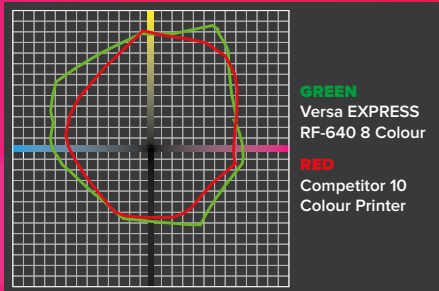 GREEN
Versa EXPRESS
RF-640 8 Colour
RED
Competitor 10
Colour Printer